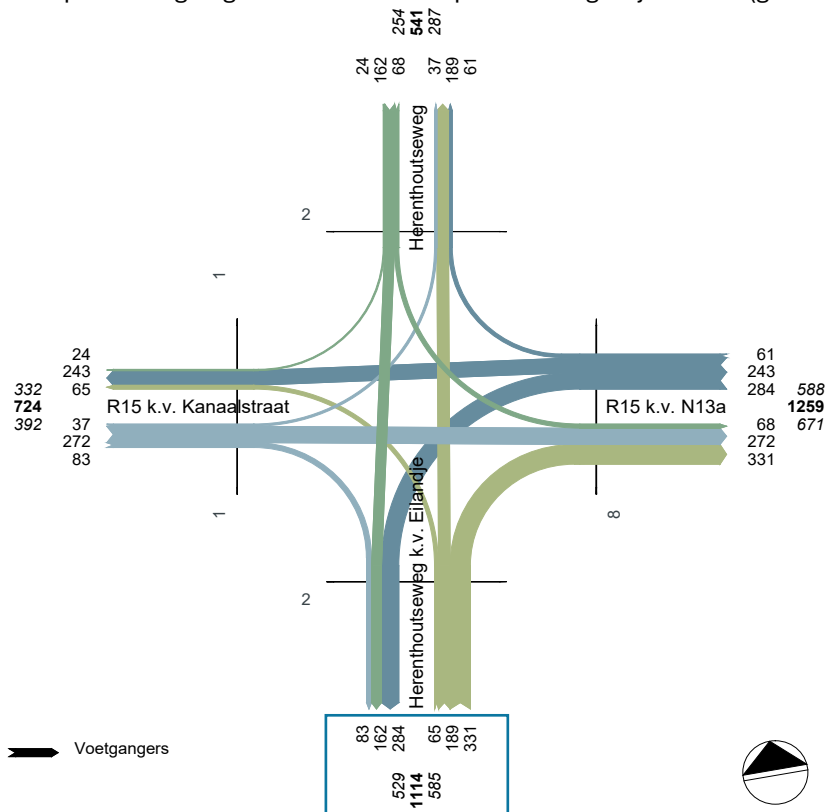 254 541 287
24 162 68 37 189 61
Herenthoutseweg
2
1
24
243
332 65
724 R15 k.v. Kanaalstraat
392 37
272
83
61
243
284 588
R15 k.v. N13a 1259
68 671
272
331
1
8
Herenthoutseweg k.v. Eilandje
2
83 162 284 65 189 331
529 1114 585
Voetgangers